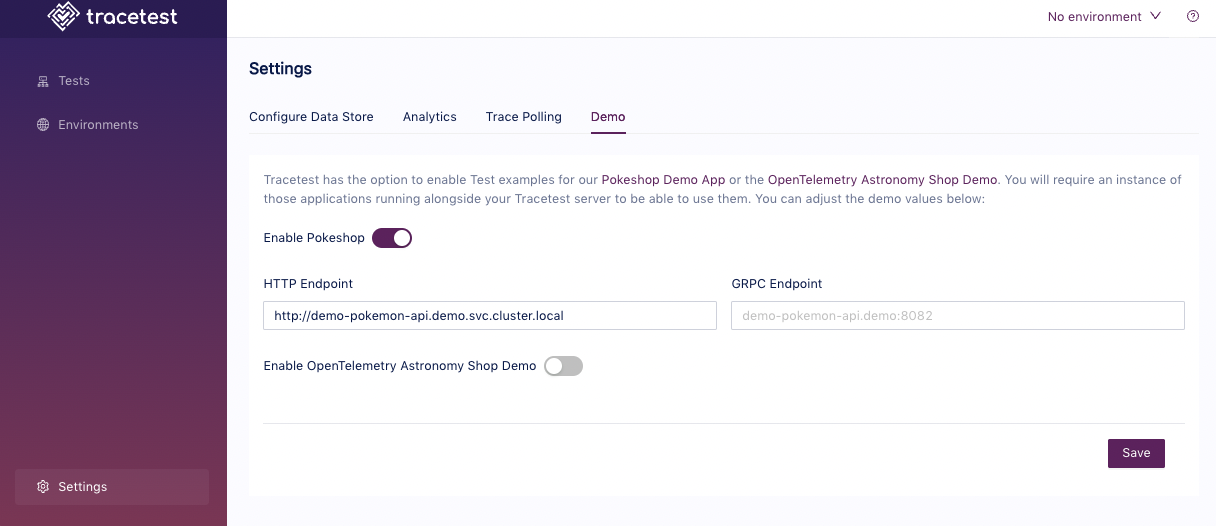 tracetest
No environment
Tests
Environments
Settings
Settings
Configure Data Store Analytics Trace Polling Demo
Tracetest has the option to enable Test examples for our Pokeshop Demo App or the OpenTelemetry Astronomy Shop Demo. You will require an instance of
those applications running alongside your Tracetest server to be able to use them. You can adjust the demo values below:
Enable Pokeshop
HTTP Endpoint GRPC Endpoint
http://demo-pokemon-api.demo.svc.cluster.local demo-pokemon-api.demo:8082
Enable OpenTelemetry Astronomy Shop Demo
Save